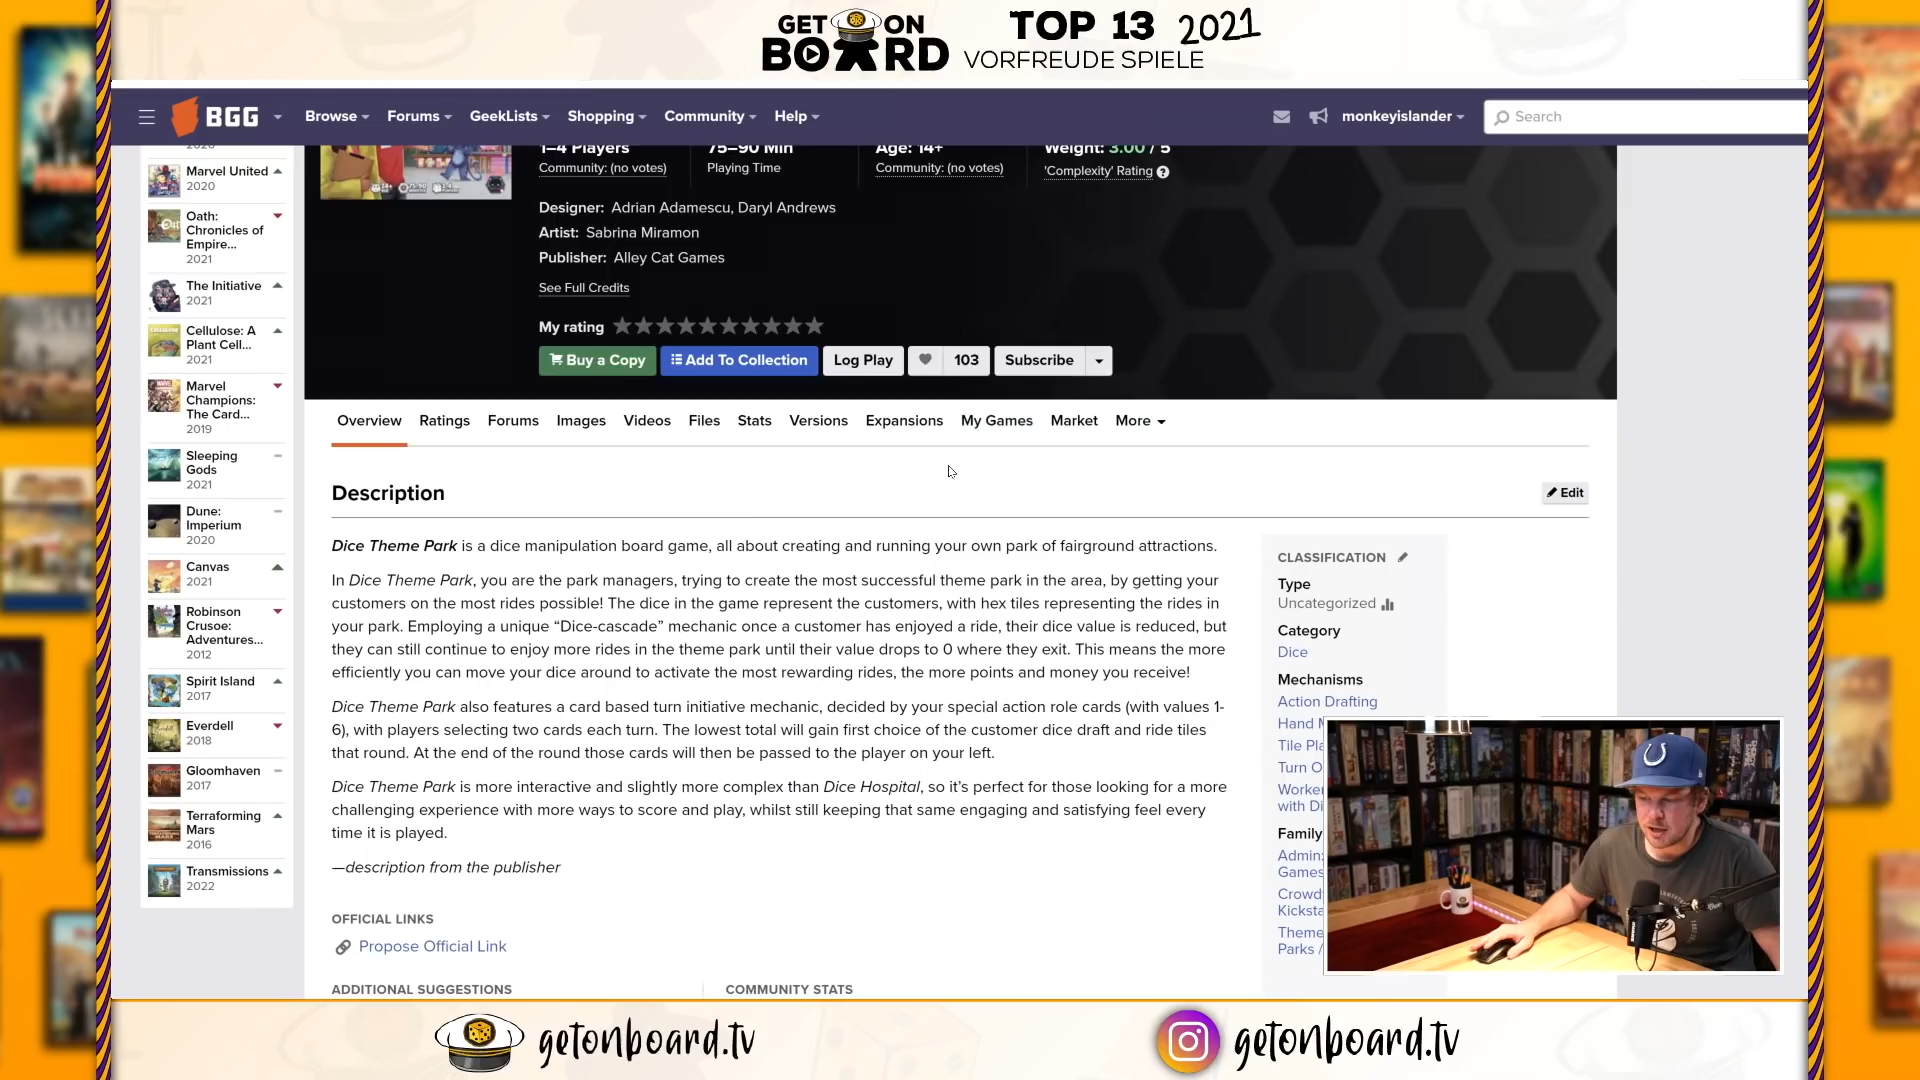 GET ON
BOARD
TOP 13 2021
VORFREUDE SPIELE
BGG
Browse
Forums
GeekLists
Shopping
Community
Help
monkeyislander
Search
2020
Marvel United
2020
Oath:
Chronicles of
Empire...
2021
The Initiative
2021
Cellulose: A
Plant Cell...
2021
Marvel
Champions:
The Card...
2019
Sleeping
Gods
2021
Dune:
Imperium
2020
Canvas
2021
Robinson
Crusoe:
Adventures...
2012
Spirit Island
2017
Everdell
2018
Gloomhaven
2017
Terraforming
Mars
2016
Transmissions
2022
1–4 Players
Community: (no votes)
75–90 Min
Playing Time
Age: 14+
Community: (no votes)
Weight: 3.00 / 5
'Complexity' Rating
Designer: Adrian Adamescu, Daryl Andrews
Artist: Sabrina Miramon
Publisher: Alley Cat Games
See Full Credits
My rating
Buy a Copy
Add To Collection
Log Play
103
Subscribe
Overview
Ratings
Forums
Images
Videos
Files
Stats
Versions
Expansions
My Games
Market
More
Description
Edit
Dice Theme Park is a dice manipulation board game, all about creating and running your own park of fairground attractions.
In Dice Theme Park, you are the park managers, trying to create the most successful theme park in the area, by getting your
customers on the most rides possible! The dice in the game represent the customers, with hex tiles representing the rides in
your park. Employing a unique “Dice-cascade” mechanic once a customer has enjoyed a ride, their dice value is reduced, but
they can still continue to enjoy more rides in the theme park until their value drops to 0 where they exit. This means the more
efficiently you can move your dice around to activate the most rewarding rides, the more points and money you receive!
Dice Theme Park also features a card based turn initiative mechanic, decided by your special action role cards (with values 1-
6), with players selecting two cards each turn. The lowest total will gain first choice of the customer dice draft and ride tiles
that round. At the end of the round those cards will then be passed to the player on your left.
Dice Theme Park is more interactive and slightly more complex than Dice Hospital, so it’s perfect for those looking for a more
challenging experience with more ways to score and play, whilst still keeping that same engaging and satisfying feel every
time it is played.
—description from the publisher
OFFICIAL LINKS
Propose Official Link
ADDITIONAL SUGGESTIONS
COMMUNITY STATS
CLASSIFICATION
Type
Uncategorized
Category
Dice
Mechanisms
Action Drafting
Hand
Tile Pla
Turn O
Worke
with Di
Family
Admin:
Games
Crowd
Kicksta
Theme
Parks /
getonboard.tv
getonboard.tv